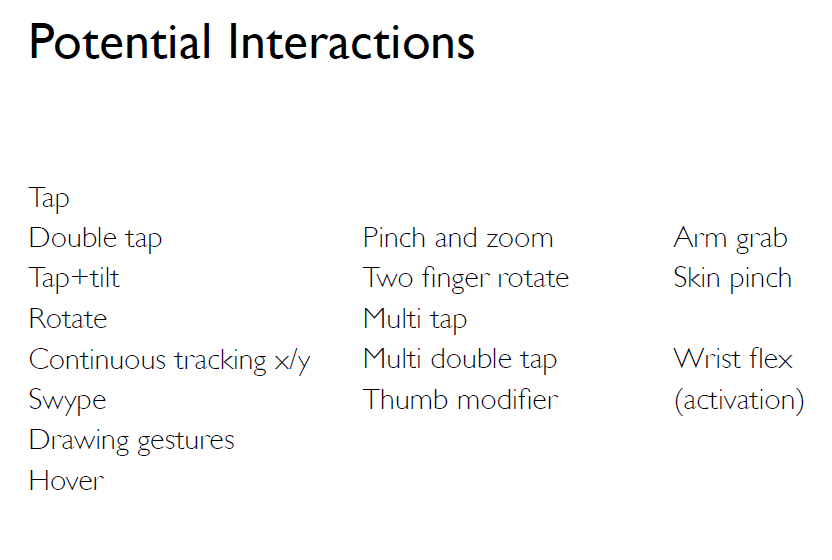 Potential Interactions
Tap
Double tap
Tap+tilt
Rotate
Continuous tracking x/y
Swype
Drawing gestures
Hover
Pinch and zoom
Two finger rotate
Multi tap
Multi double tap
Thumb modifier
Arm grab
Skin pinch
Wrist flex
(activation)